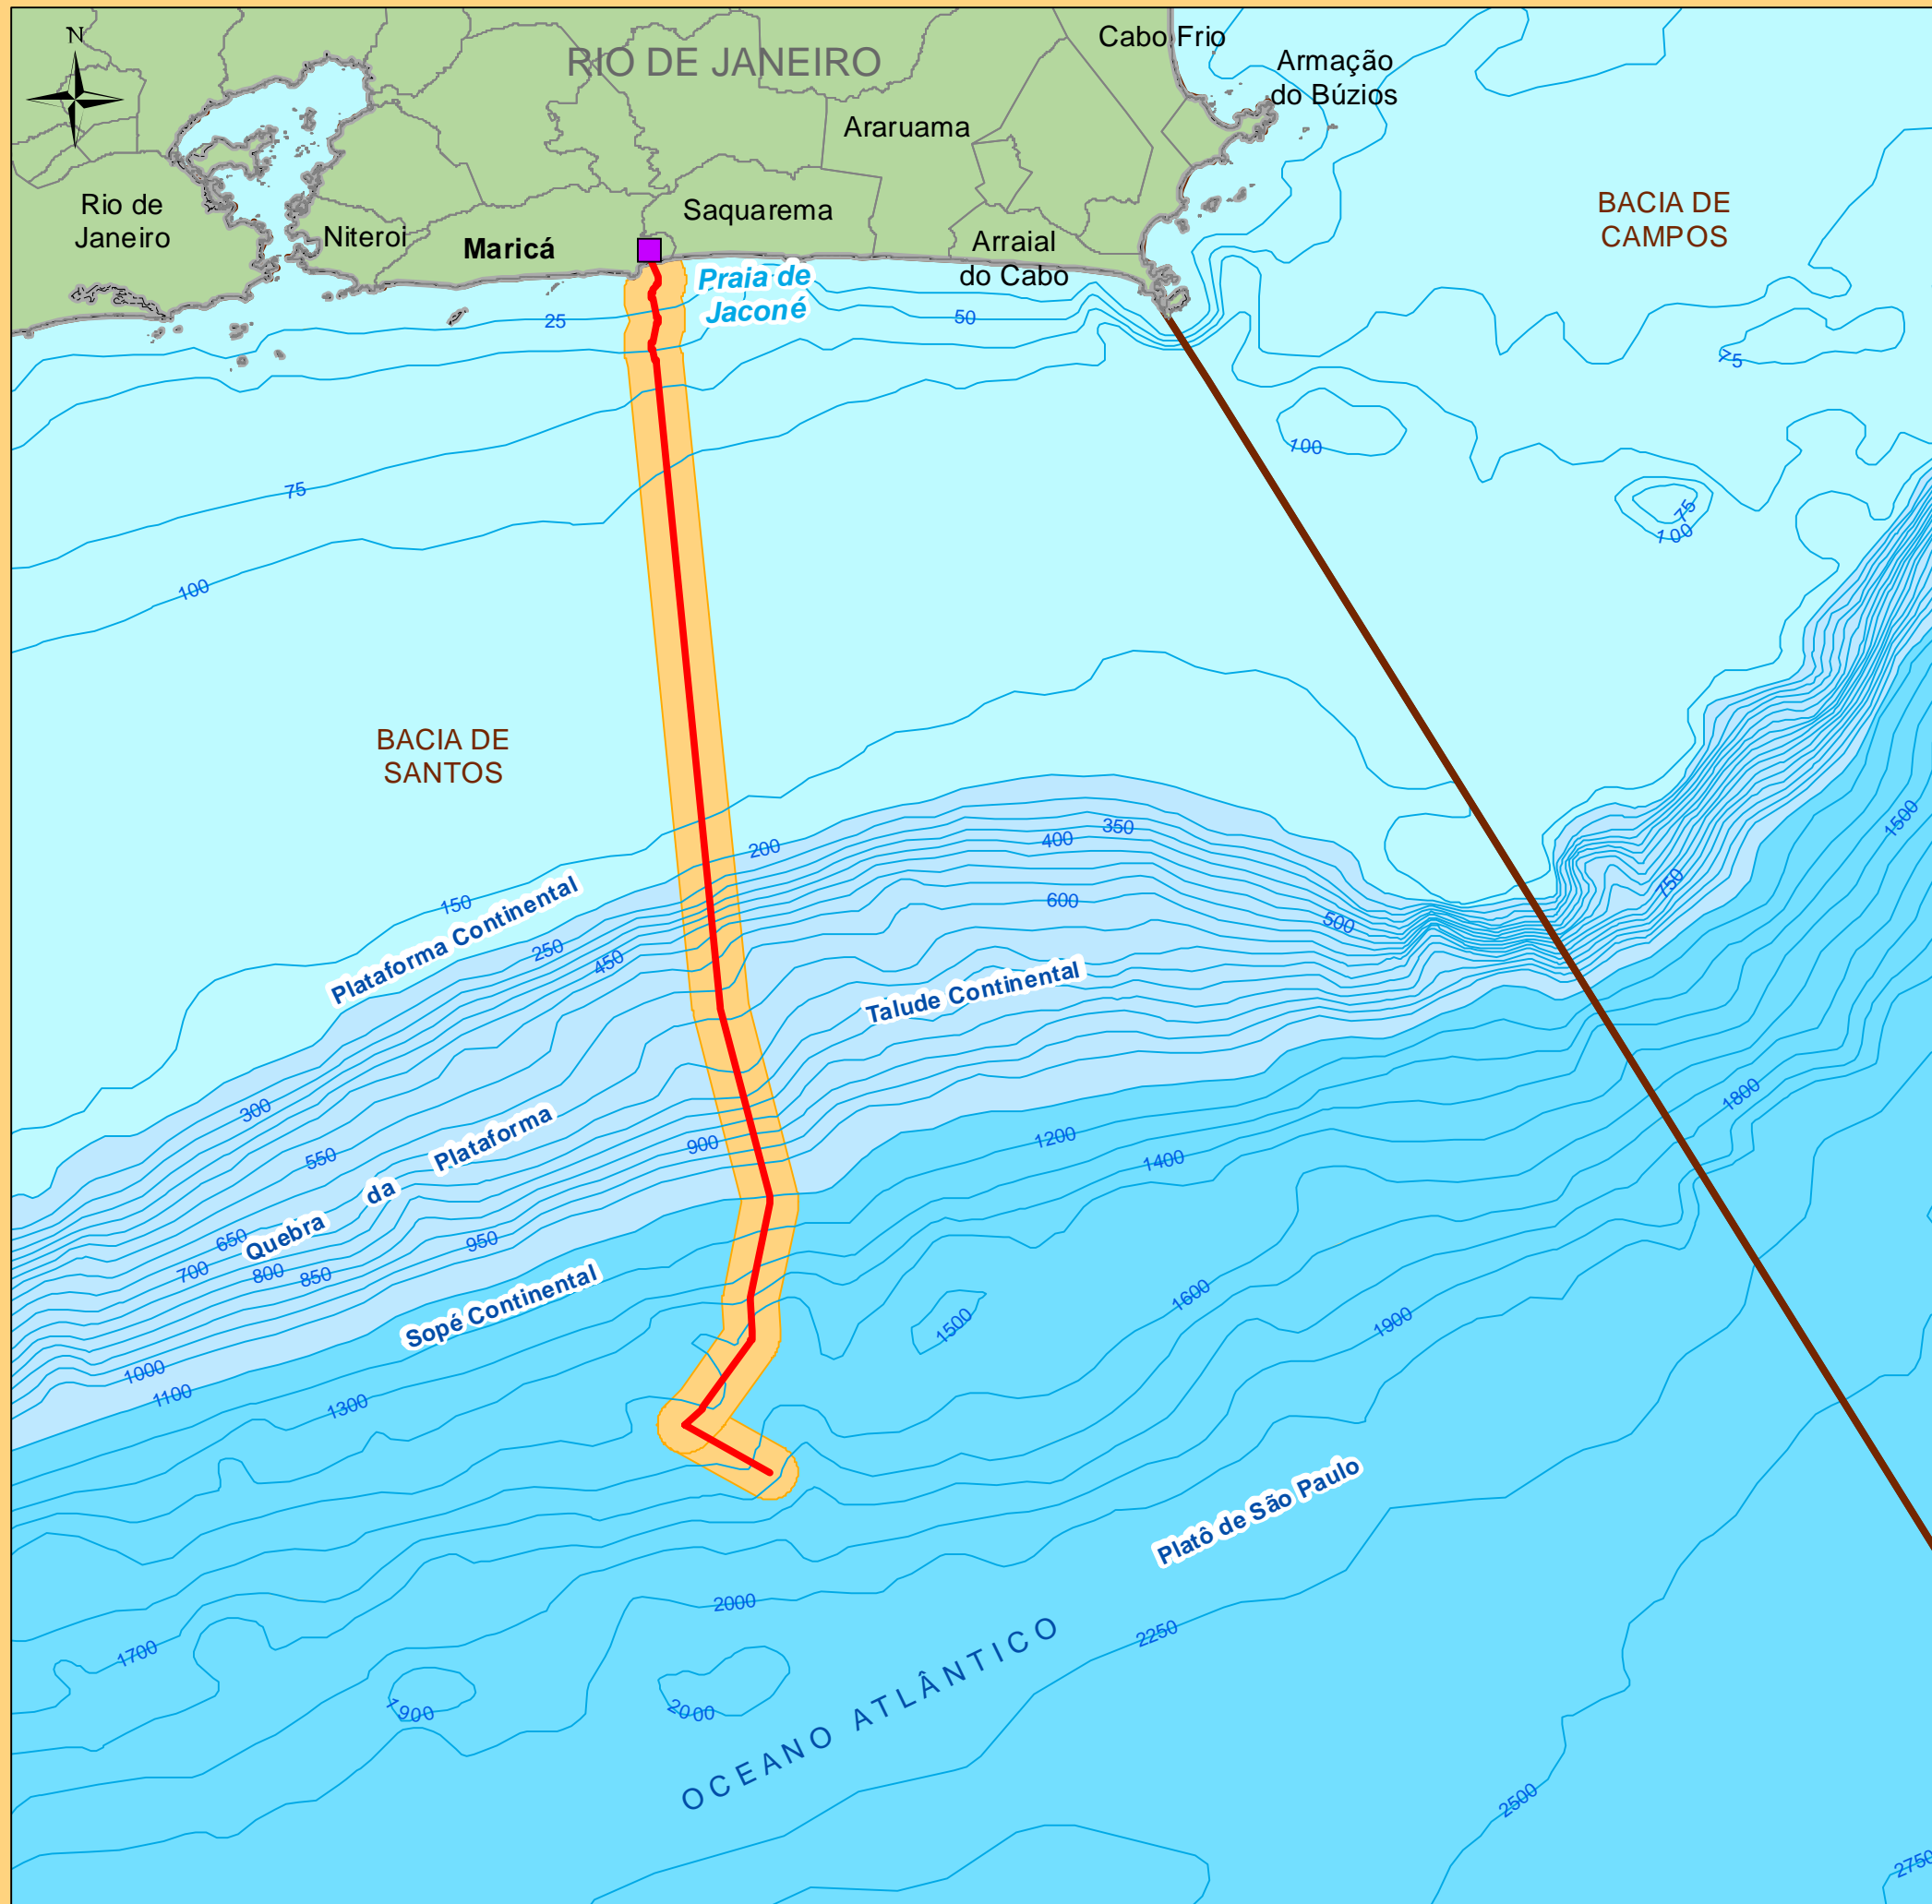 N
RIO DE JANEIRO
Cabo Frio
Armação
do Búzios
Araruama
Rio de
Janeiro
Niteroi
Maricá
Saquarema
Arraial
do Cabo
BACIA DE
CAMPOS
Praia de
Jaconé
25
50
75
100
75
100
75
100
BACIA DE
SANTOS
150
200
350
400
600
500
750
1500
Plataforma Continental
250
450
Talude Continental
300
550
Quebra da Plataforma
900
1200
1400
1800
650
700
800
850
950
Sopé Continental
1000
1100
1300
1500
1600
1900
Platô de São Paulo
2000
2250
1700
1900
2000
OCEANO ATLÂNTICO
2500
2750